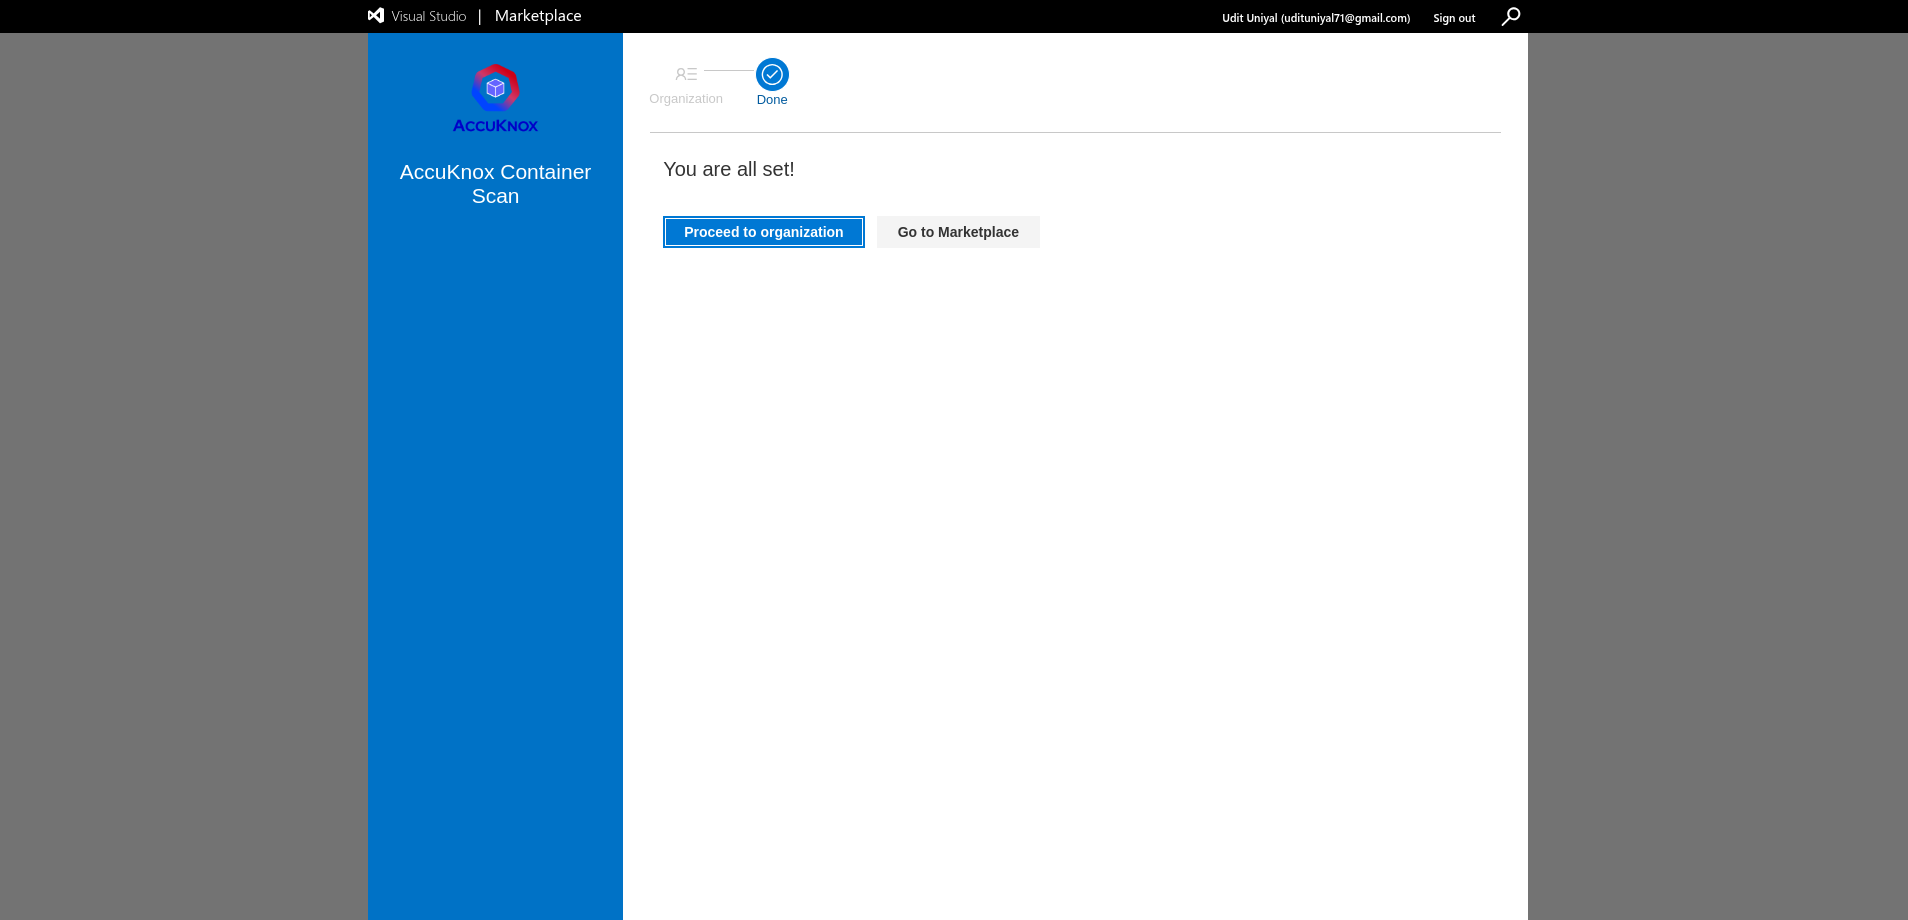 Visual Studio | Marketplace
Udit Uniyal (udituniyal71@gmail.com) Sign out
ACCUKNOX
AccuKnox Container
Scan
Organization
Done
You are all set!
Proceed to organization
Go to Marketplace